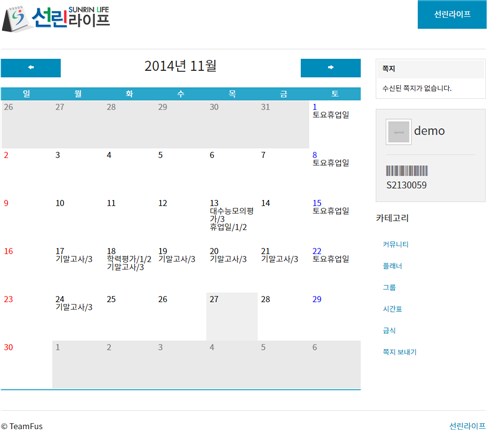 선린라이프 SUNRIN LIFE
선린라이프
2014년 11월
일 월 화 수 목 금 토
26 27 28 29 30 31 1
토요휴업일
2 3 4 5 6 7 8
토요휴업일
9 10 11 12 13 14 15
대수능모의평가/3
휴업일/1/2
토요휴업일
16 17 18 19 20 21 22
기말고사/3
학력평가/1/2
기말고사/3
기말고사/3
기말고사/3
기말고사/3
토요휴업일
23 24 25 26 27 28 29
기말고사/3
30 1 2 3 4 5 6
쪽지
수신된 쪽지가 없습니다.
demo
S2130059
카테고리
커뮤니티
플래너
그룹
시간표
급식
쪽지 보내기
© TeamFus
선린라이프